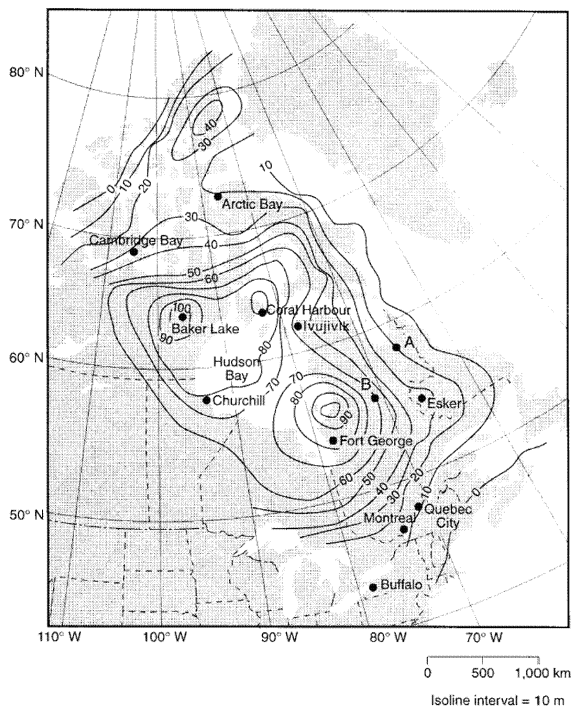 80° N
40
30
0
10
20
10
Arctic Bay
70° N
30
Cambridge Bay
40
50
60
100
Coral Harbour
Baker Lake
Ivujivik
90
80
A
60° N
Hudson
Bay
70
70
B
80
Churchill
90
Esker
Fort George
60
50
40
20
30
10
0
50° N
Quebec
City
Montreal
Buffalo
110° W
100° W
90° W
80° W
70° W
0
500
1,000 km
Isoline interval = 10 m